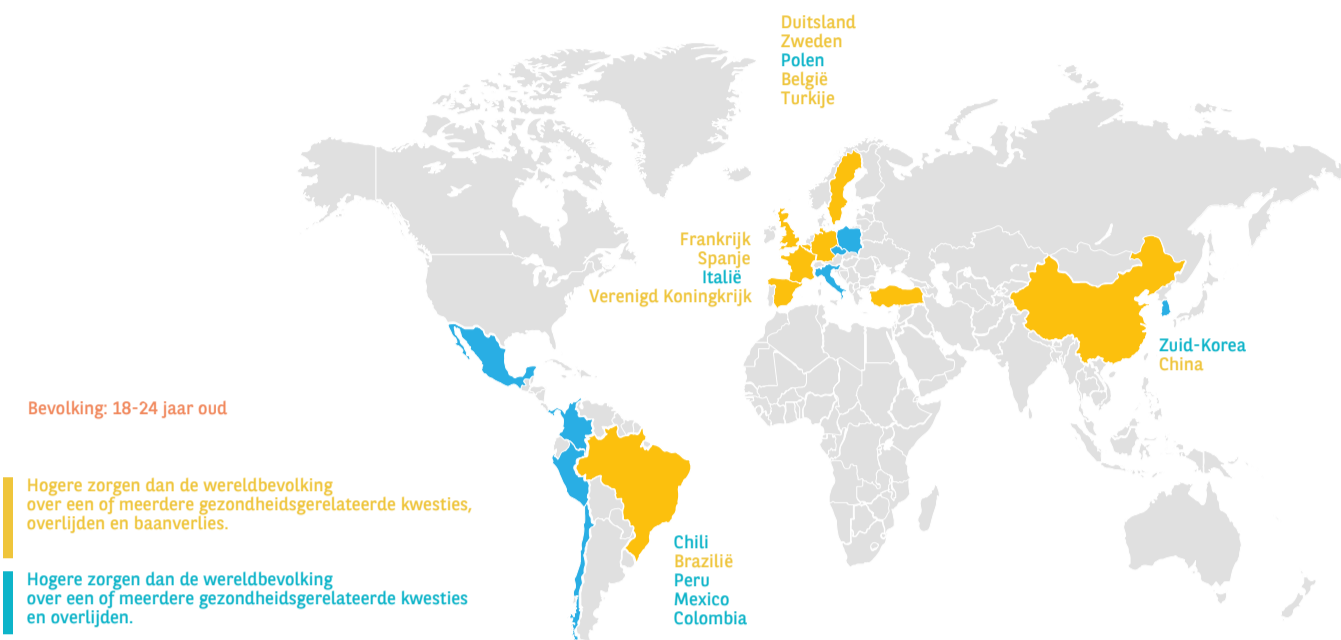 Duitsland
Zweden
Polen
België
Turkije
Frankrijk
Spanje
Italië
Verenigd Koningkrijk
Zuid-Korea
China
Bevolking: 18-24 jaar oud
Hogere zorgen dan de wereldbevolking
over een of meerdere gezondheidsgerelateerde kwesties,
overlijden en baanverlies.
Hogere zorgen dan de wereldbevolking
over een of meerdere gezondheidsgerelateerde kwesties
en overlijden.
Chili
Brazilië
Peru
Mexico
Colombia